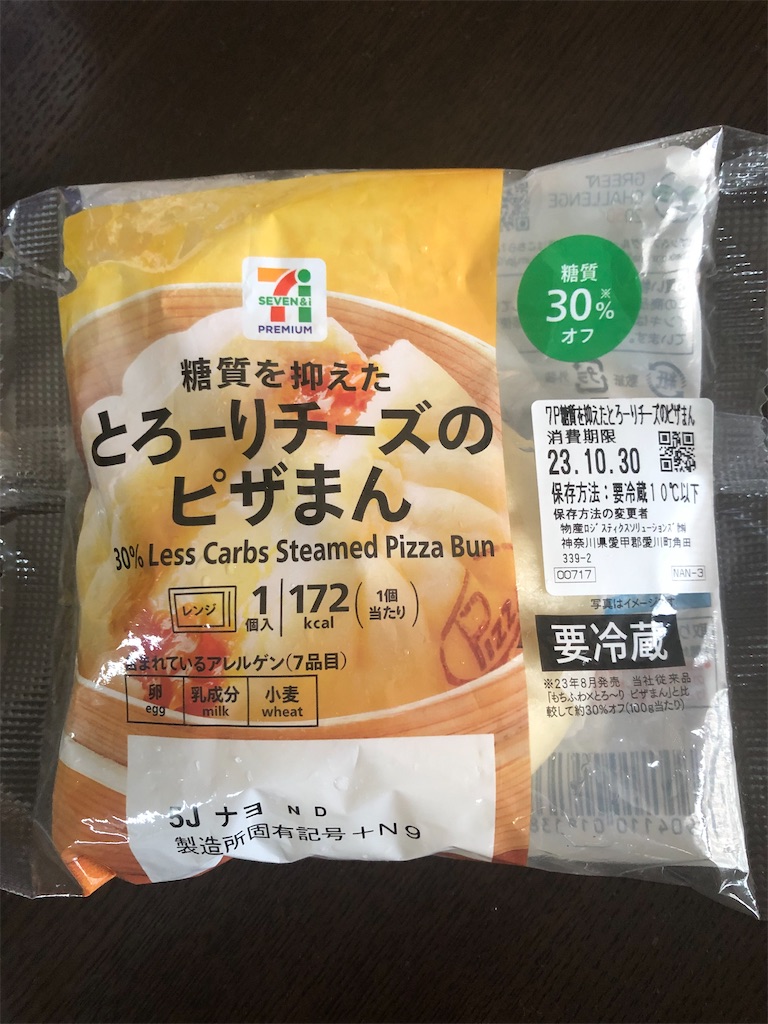 SEVEN&i
PREMIUM
糖質を抑えた
とろーりチーズの
ピザまん
30% Less Carbs Steamed Pizza Bun
レンジ
1個入
172kcal
(1個当たり)
含まれているアレルゲン(7品目)
卵
egg
乳成分
milk
小麦
wheat
5J ナヨ ND
製造所固有記号+N9
Pizza
GREEN
CHALLENGE
糖質
30%※
オフ
7P糖質を抑えたとろーりチーズのピザまん
消費期限
23.10.30
保存方法:要冷蔵10℃以下
保存方法の変更者
物産ロジスティクスソリューションズ㈱
神奈川県愛甲郡愛川町角田
339-2
00717
NAN-3
写真はイメージ
要冷蔵
※23年8月発売 当社従来品
「もちふわ×とろ〜り ピザまん」と比
較して約30%オフ(100g当たり)